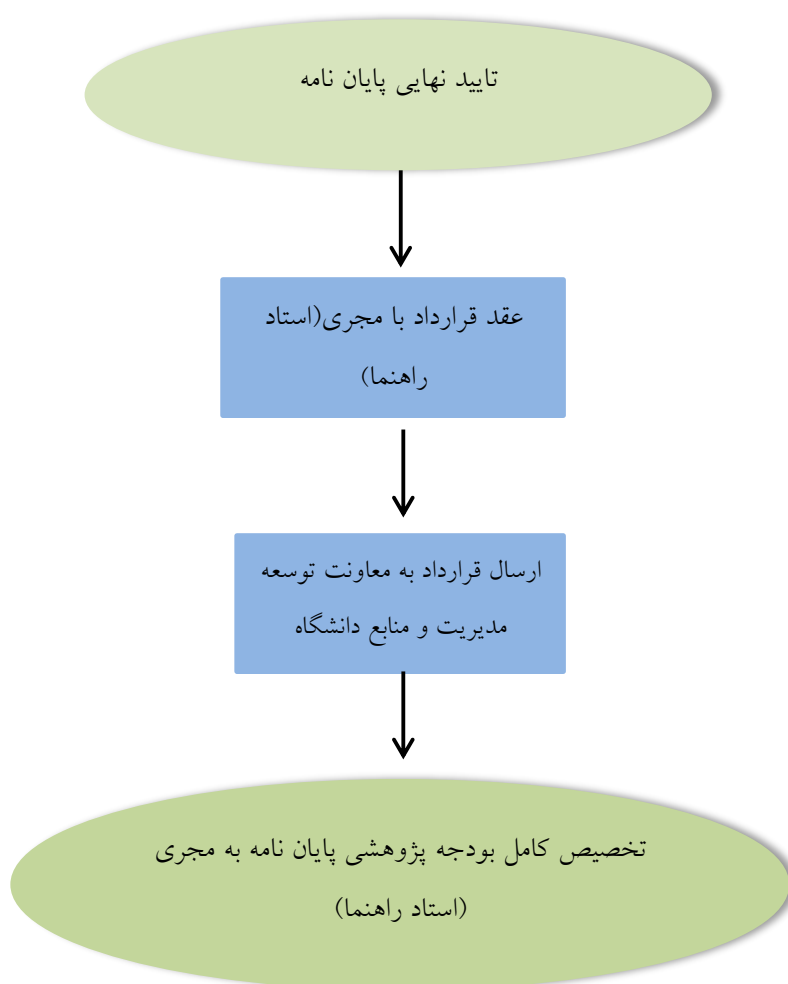 تایید نهایی پایان نامه
عقد قرارداد با مجری(استاد
راهنما)
ارسال قرارداد به معاونت توسعه
مدیریت و منابع دانشگاه
تخصیص کامل بودجه پژوهشی پایان نامه به مجری
(استاد راهنما)